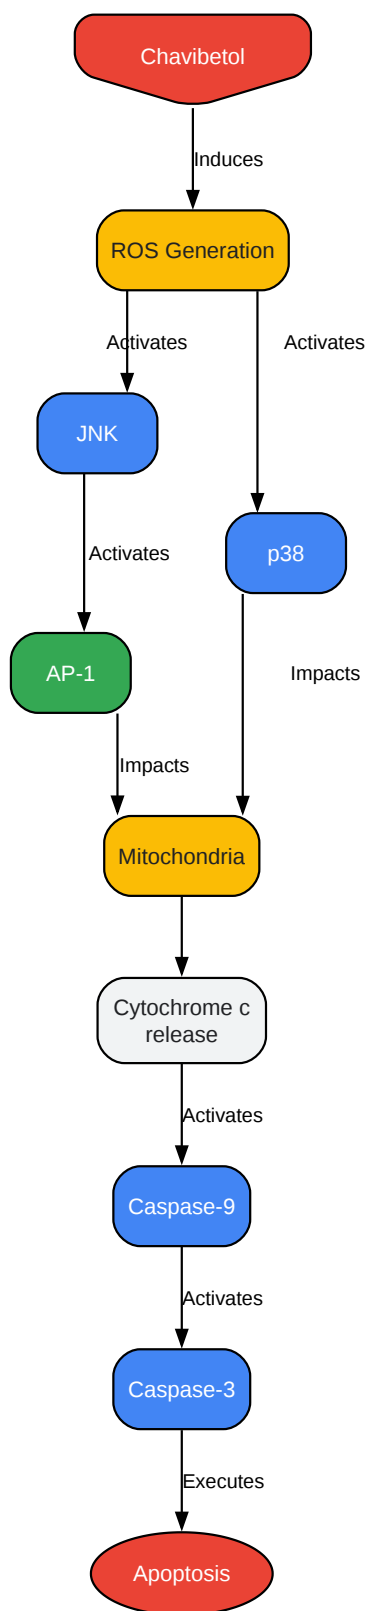 Chavibetol
Induces
ROS Generation
Activates
Activates
JNK
Activates
p38
AP-1
Impacts
Impacts
Mitochondria
Cytochrome c
release
Activates
Caspase-9
Activates
Caspase-3
Executes
Apoptosis